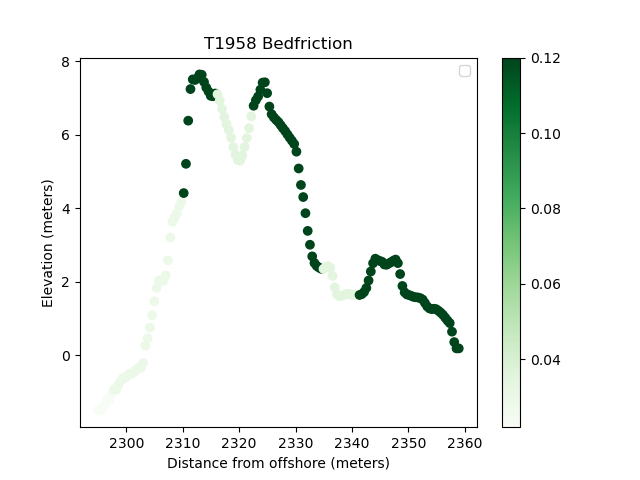 T1958 Bedfriction
8
6
4
2
0
Elevation (meters)
2300 2310 2320 2330 2340 2350 2360
Distance from offshore (meters)
0.12
0.10
0.08
0.06
0.04